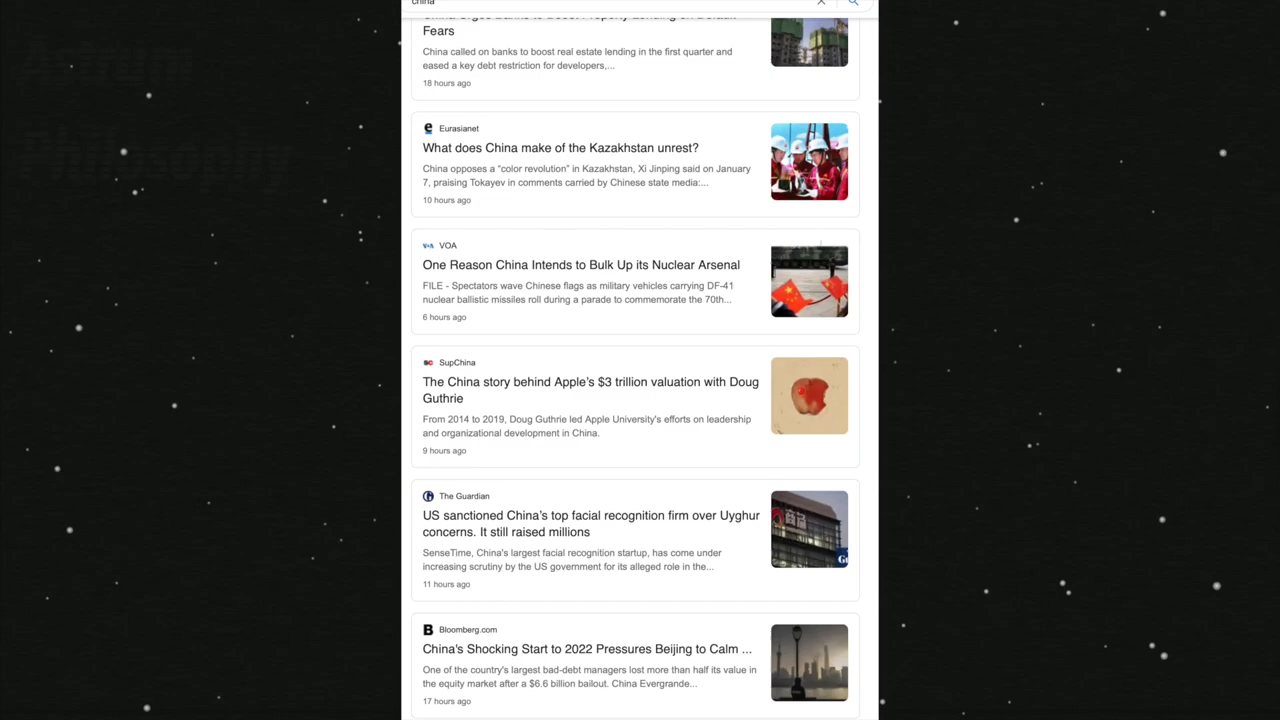 china
China Urges Banks to Boost Property Lending on Default
Fears
China called on banks to boost real estate lending in the first quarter and
eased a key debt restriction for developers,...
18 hours ago
Eurasianet
What does China make of the Kazakhstan unrest?
China opposes a “color revolution” in Kazakhstan, Xi Jinping said on January
7, praising Tokayev in comments carried by Chinese state media:...
10 hours ago
VOA
One Reason China Intends to Bulk Up its Nuclear Arsenal
FILE - Spectators wave Chinese flags as military vehicles carrying DF-41
nuclear ballistic missiles roll during a parade to commemorate the 70th...
6 hours ago
SupChina
The China story behind Apple’s $3 trillion valuation with Doug
Guthrie
From 2014 to 2019, Doug Guthrie led Apple University's efforts on leadership
and organizational development in China.
9 hours ago
The Guardian
US sanctioned China’s top facial recognition firm over Uyghur
concerns. It still raised millions
SenseTime, China’s largest facial recognition startup, has come under
increasing scrutiny by the US government for its alleged role in the...
11 hours ago
Bloomberg.com
China's Shocking Start to 2022 Pressures Beijing to Calm ...
One of the country's largest bad-debt managers lost more than half its value in
the equity market after a $6.6 billion bailout. China Evergrande...
17 hours ago